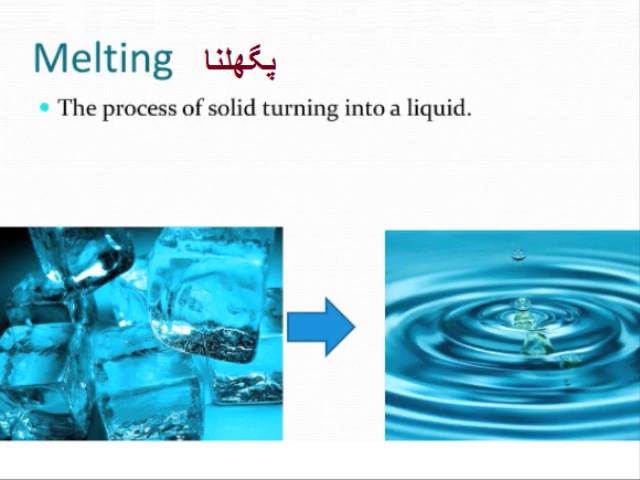 Melting پگھلنا
• The process of solid turning into a liquid.